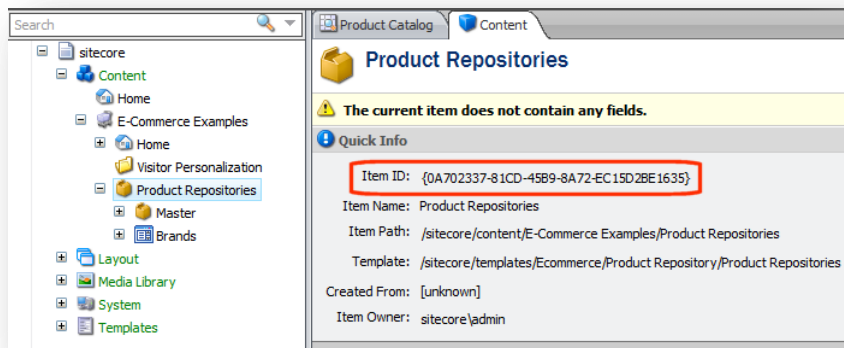 Search
sitecore
Content
Home
E-Commerce Examples
Home
Visitor Personalization
Product Repositories
Master
Brands
Layout
Media Library
System
Templates
Product Catalog
Content
Product Repositories
The current item does not contain any fields.
Quick Info
Item ID: {0A702337-81CD-45B9-8A72-EC15D2BE1635}
Item Name: Product Repositories
Item Path: /sitecore/content/E-Commerce Examples/Product Repositories
Template: /sitecore/templates/Ecommerce/Product Repository/Product Repositories
Created From: [unknown]
Item Owner: sitecore\admin